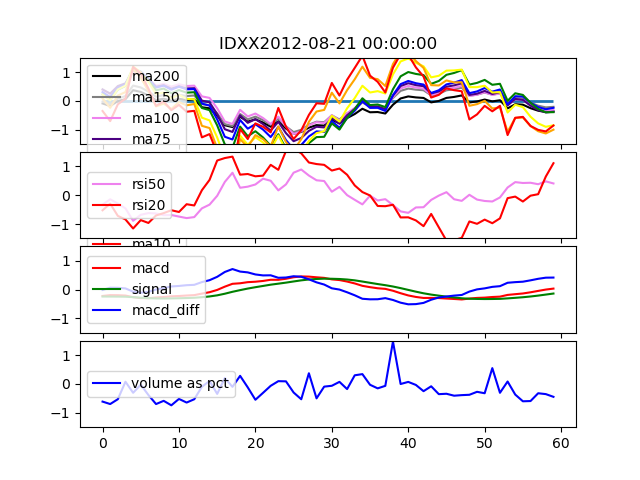 IDXX2012-08-21 00:00:00
1
0
−1
ma200
ma150
ma100
ma75
1
0
−1
rsi50
rsi20
ma10
1
0
−1
macd
signal
macd_diff
1
0
−1
volume as pct
0 10 20 30 40 50 60